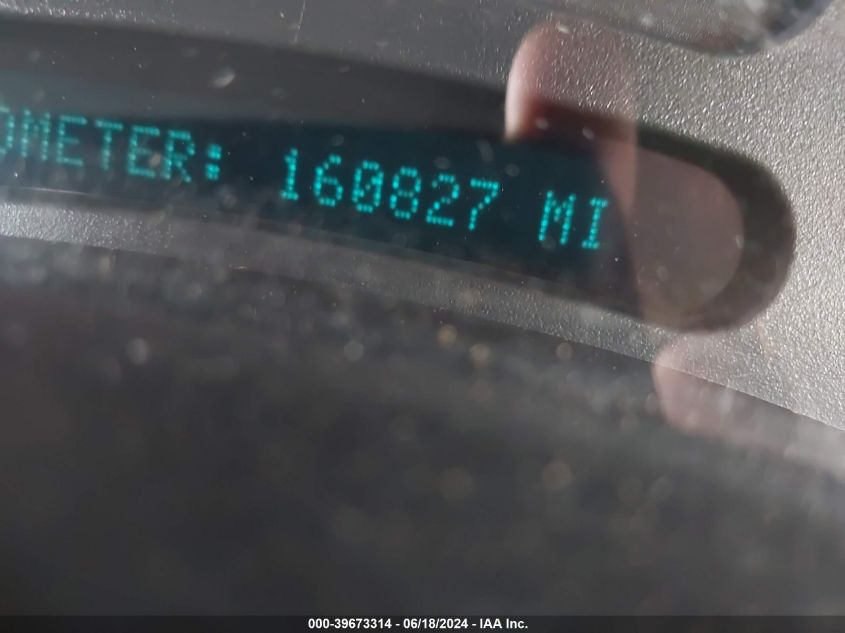 OMETER: 160827 MI
000-39673314 - 06/18/2024 - IAA Inc.